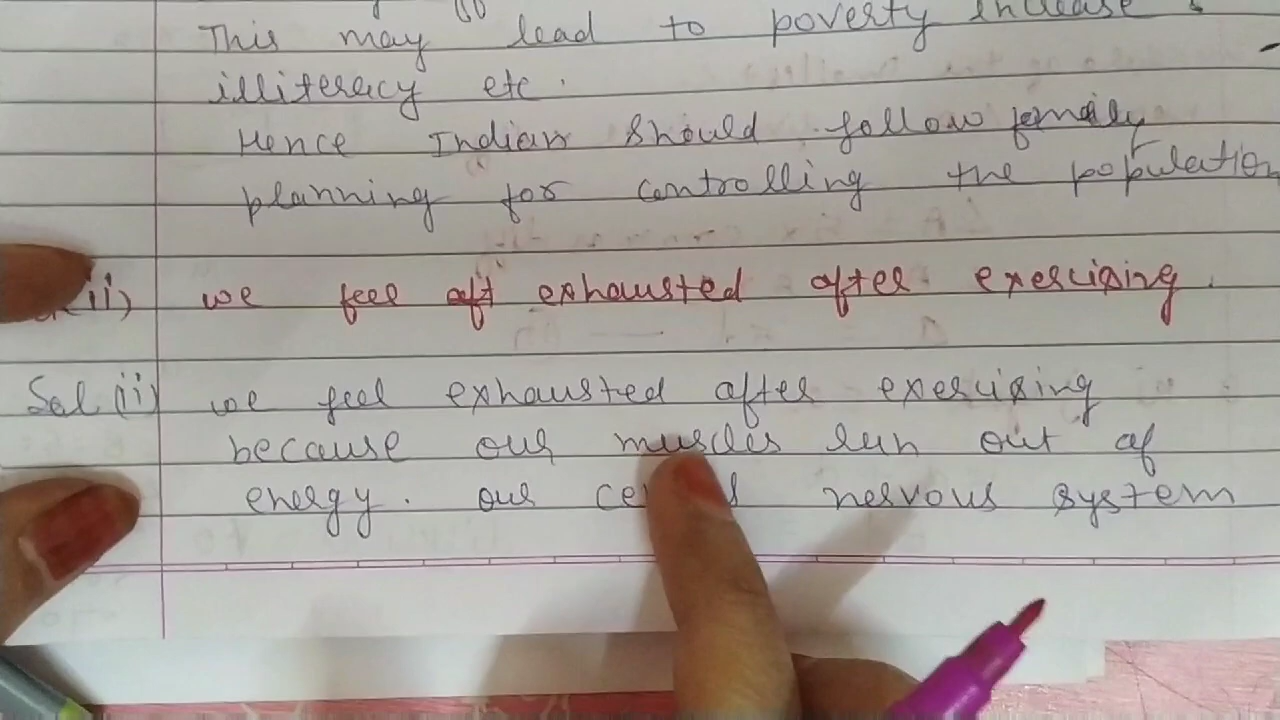 This may lead to poverty increase
illiteracy etc.
Hence Indian should follow family
planning for controlling the population
ii) we feel aft exhausted after exercising.
Sol (ii) we feel exhausted after exercising
because our muscles run out of
energy. our nervous system